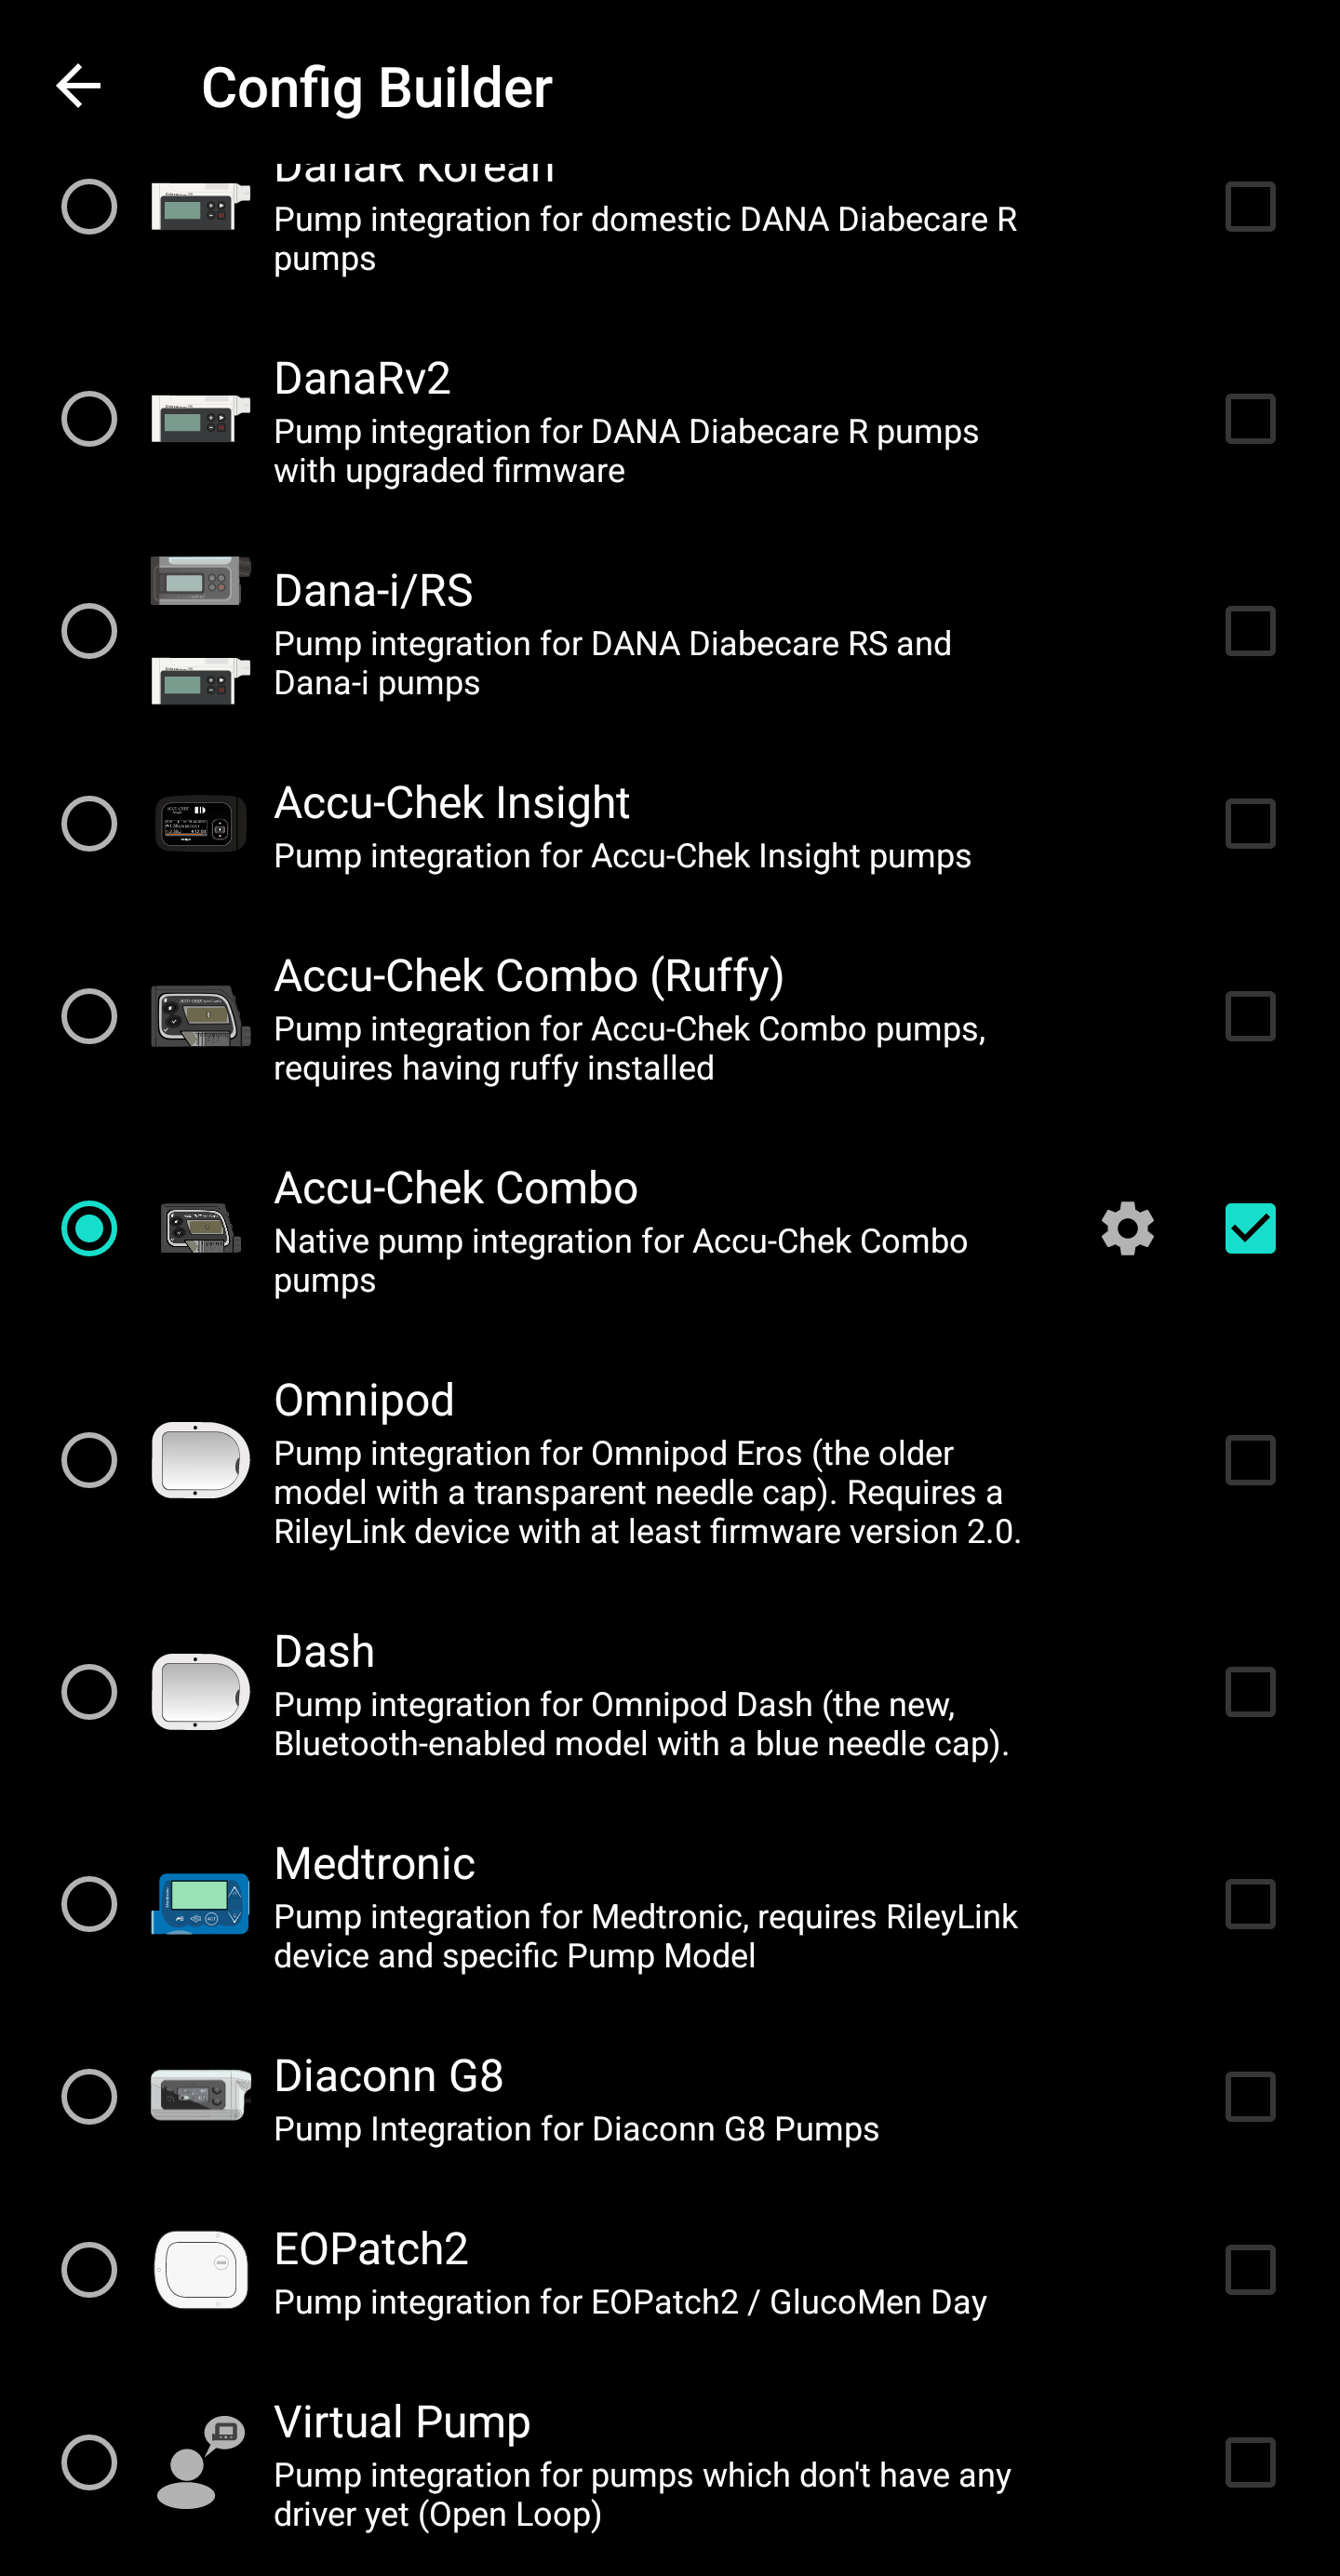 Config Builder
DanaR Korean
Pump integration for domestic DANA Diabecare R
pumps
DanaRv2
Pump integration for DANA Diabecare R pumps
with upgraded firmware
Dana-i/RS
Pump integration for DANA Diabecare RS and
Dana-i pumps
Accu-Chek Insight
Pump integration for Accu-Chek Insight pumps
Accu-Chek Combo (Ruffy)
Pump integration for Accu-Chek Combo pumps,
requires having ruffy installed
Accu-Chek Combo
Native pump integration for Accu-Chek Combo
pumps
Omnipod
Pump integration for Omnipod Eros (the older
model with a transparent needle cap). Requires a
RileyLink device with at least firmware version 2.0.
Dash
Pump integration for Omnipod Dash (the new,
Bluetooth-enabled model with a blue needle cap).
Medtronic
Pump integration for Medtronic, requires RileyLink
device and specific Pump Model
Diaconn G8
Pump Integration for Diaconn G8 Pumps
EOPatch2
Pump integration for EOPatch2 / GlucoMen Day
Virtual Pump
Pump integration for pumps which don't have any
driver yet (Open Loop)